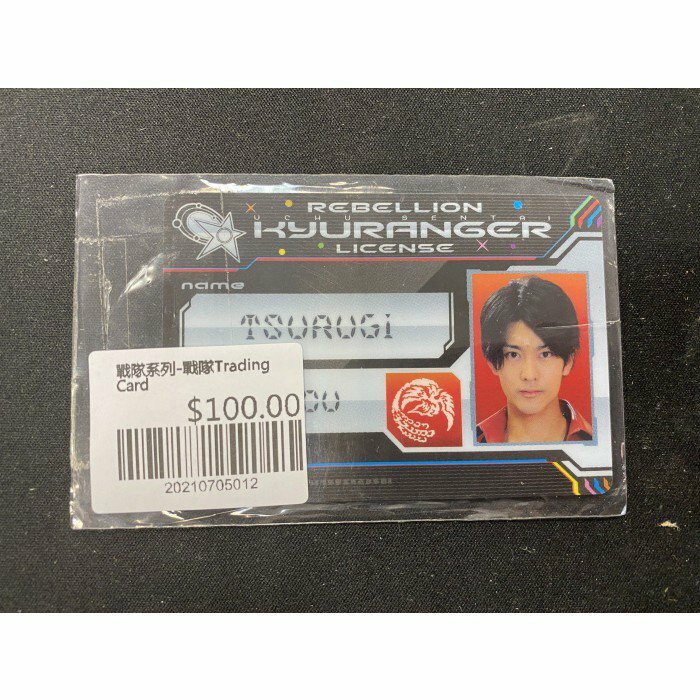 REBELLION
UCHU SENTAI
KYURANGER
LICENSE
name
TSURUGI
OU
戰隊系列-戰隊Trading
Card
$100.00
20210705012